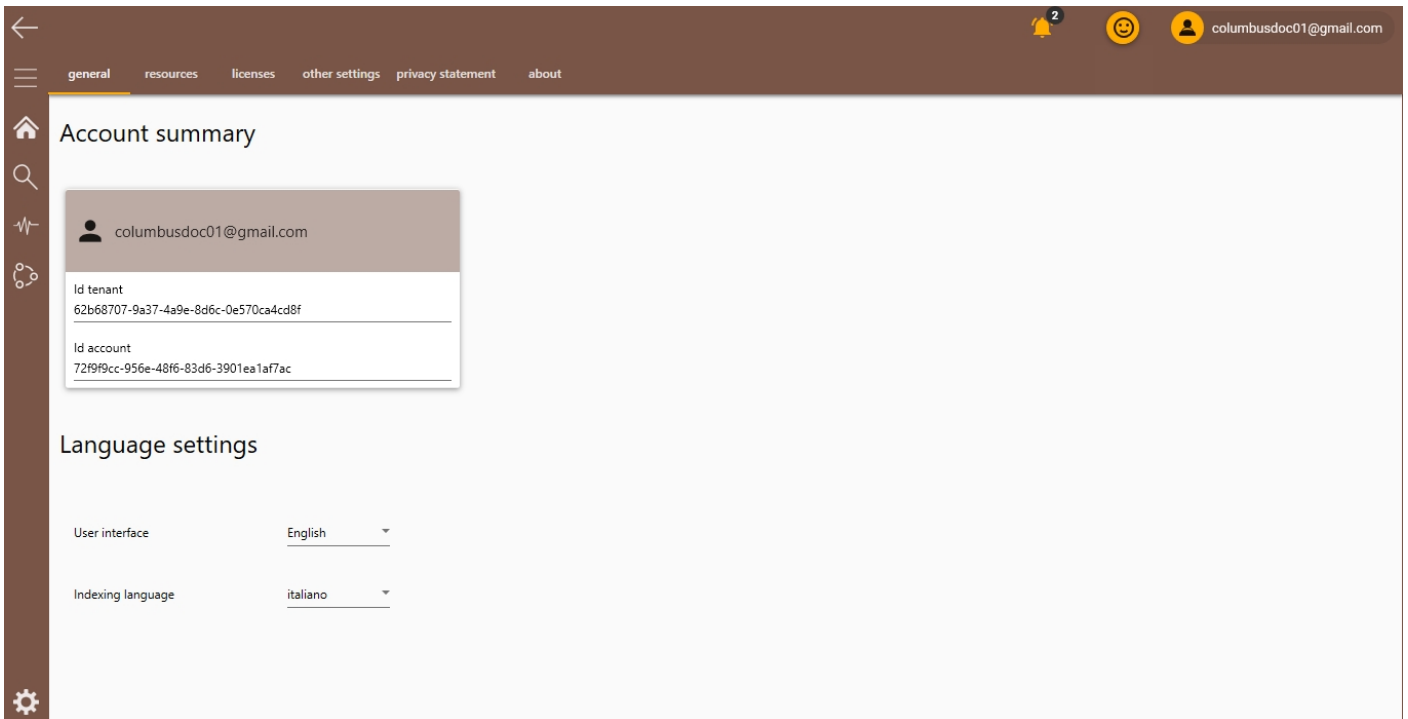 2
columbusdoc01@gmail.com
general resources licenses other settings privacy statement about
Account summary
columbusdoc01@gmail.com
Id tenant
62b68707-9a37-4a9e-8d6c-0e570ca4cd8f
Id account
72f9f9cc-956e-48f6-83d6-3901ea1af7ac
Language settings
User interface English
Indexing language italiano